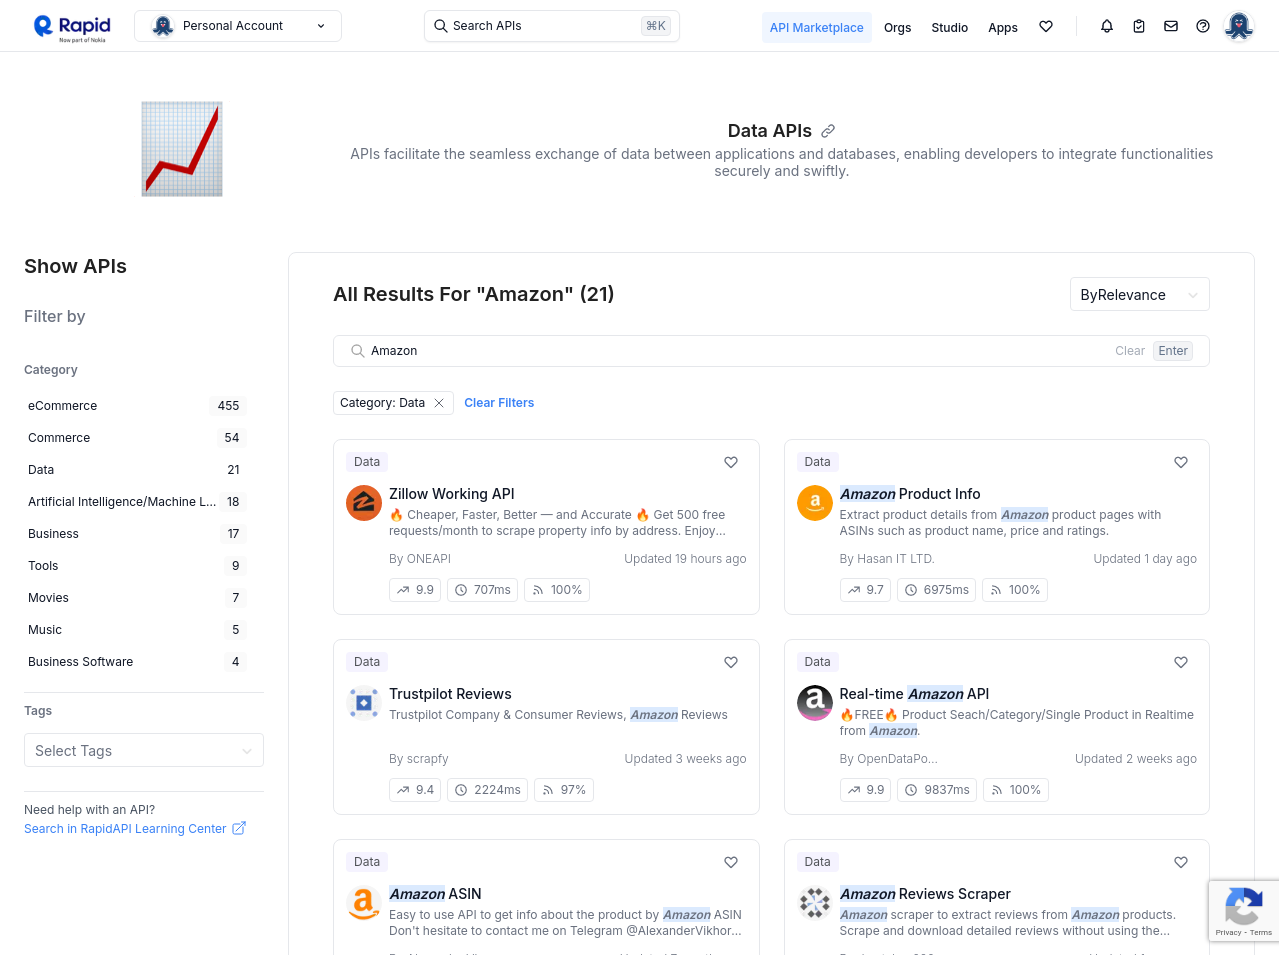 Rapid
Now part of Nokia
Personal Account
Search APIs
⌘K
API Marketplace
Orgs
Studio
Apps
Data APIs
APIs facilitate the seamless exchange of data between applications and databases, enabling developers to integrate functionalities
securely and swiftly.
Show APIs
Filter by
Category
eCommerce 455
Commerce 54
Data 21
Artificial Intelligence/Machine L... 18
Business 17
Tools 9
Movies 7
Music 5
Business Software 4
Tags
Select Tags
Need help with an API?
Search in RapidAPI Learning Center
All Results For "Amazon" (21)
ByRelevance
Amazon
Clear Enter
Category: Data
Clear Filters
Data
Zillow Working API
🔥 Cheaper, Faster, Better — and Accurate 🔥 Get 500 free
requests/month to scrape property info by address. Enjoy...
By ONEAPI
Updated 19 hours ago
9.9 707ms 100%
Data
Amazon Product Info
Extract product details from Amazon product pages with
ASINs such as product name, price and ratings.
By Hasan IT LTD.
Updated 1 day ago
9.7 6975ms 100%
Data
Trustpilot Reviews
Trustpilot Company & Consumer Reviews, Amazon Reviews
By scrapfy
Updated 3 weeks ago
9.4 2224ms 97%
Data
Real-time Amazon API
🔥FREE🔥 Product Seach/Category/Single Product in Realtime
from Amazon.
By OpenDataPo...
Updated 2 weeks ago
9.9 9837ms 100%
Data
Amazon ASIN
Easy to use API to get info about the product by Amazon ASIN
Don't hesitate to contact me on Telegram @AlexanderVikhor...
Data
Amazon Reviews Scraper
Amazon scraper to extract reviews from Amazon products.
Scrape and download detailed reviews without using the...
Privacy - Terms